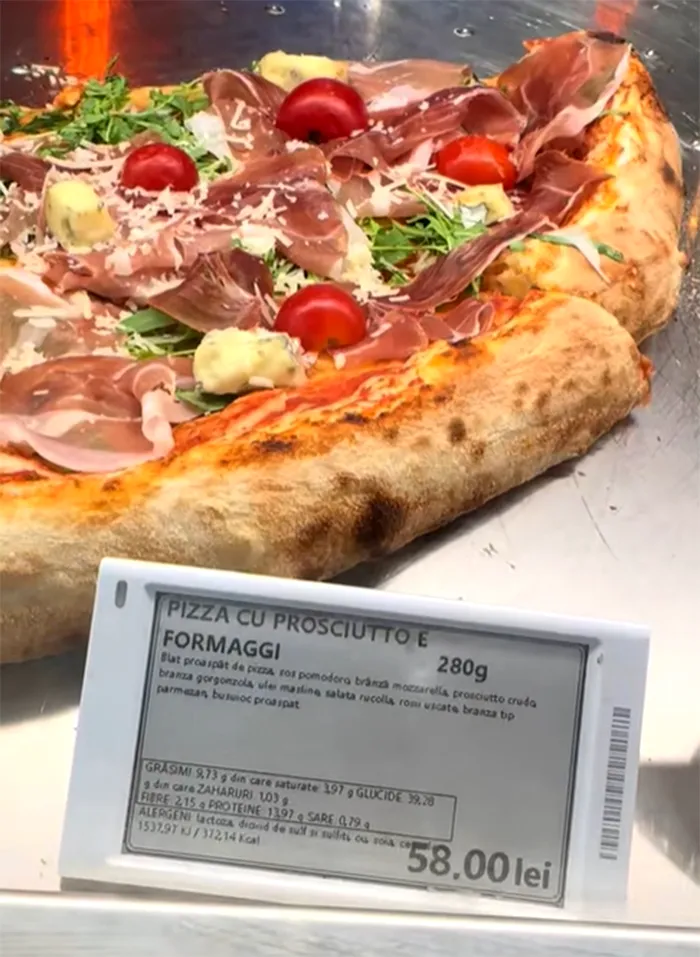 PIZZA CU PROSCIUTTO E
FORMAGGI
280g
Blat proaspăt de pizza, sos pomodoro, brânză mozzarella, prosciutto crudo,
branza gorgonzola, ulei masline, salata rucolla, rosii uscate, branza tip
parmezan, busuioc proaspat
GRĂSIMI: 9,73 g din care saturate: 3,97 g GLUCIDE: 39,28
g din care ZAHARURI: 1,03 g
FIBRE: 2,15 g PROTEINE: 13,97 g SARE: 0,79 g
ALERGENI: lactoza, dioxid de sulf si sulfiti, ou, soia,
1537,97 KJ / 372,14 Kcal
58.00 lei